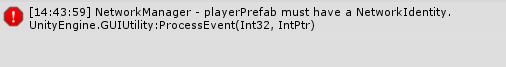 [14:43:59] NetworkManager - playerPrefab must have a NetworkIdentity.
UnityEngine.GUIUtility:ProcessEvent(Int32, IntPtr)